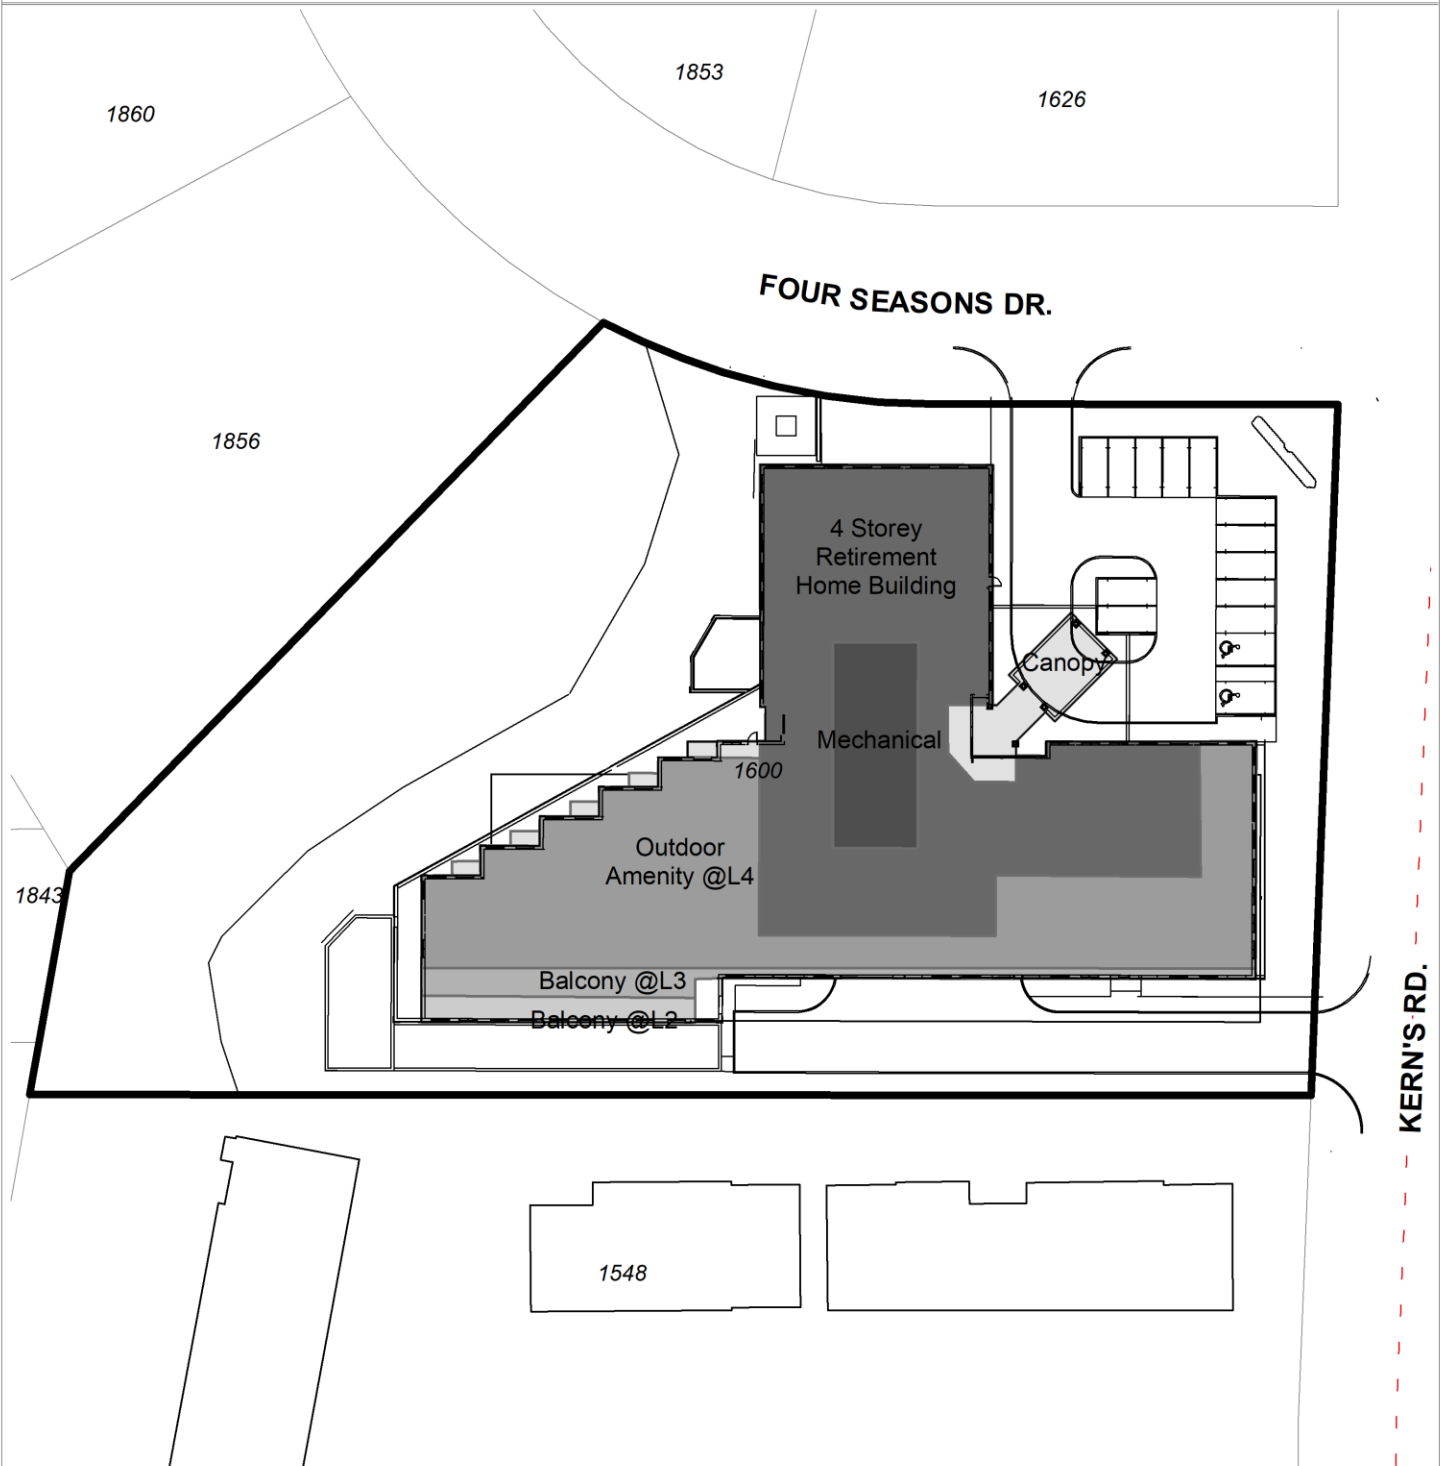 1853
1626
1860
FOUR SEASONS DR.
1856
4 Storey
Retirement
Home Building
Canopy
Mechanical
1600
Outdoor
Amenity @L4
1843
Balcony @L3
Balcony @L2
KERN'S RD.
1548